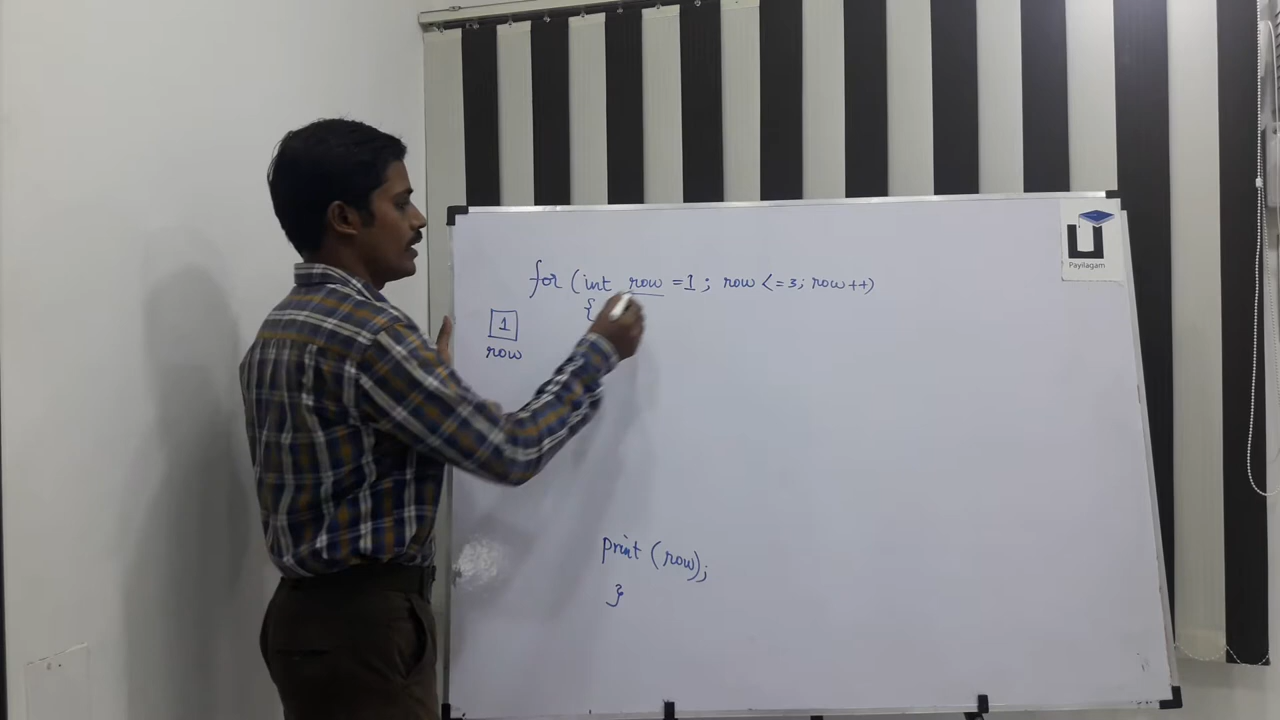 Payilagam
for (int row =1; row <=3; row++)
{
1
row
print (row);
}